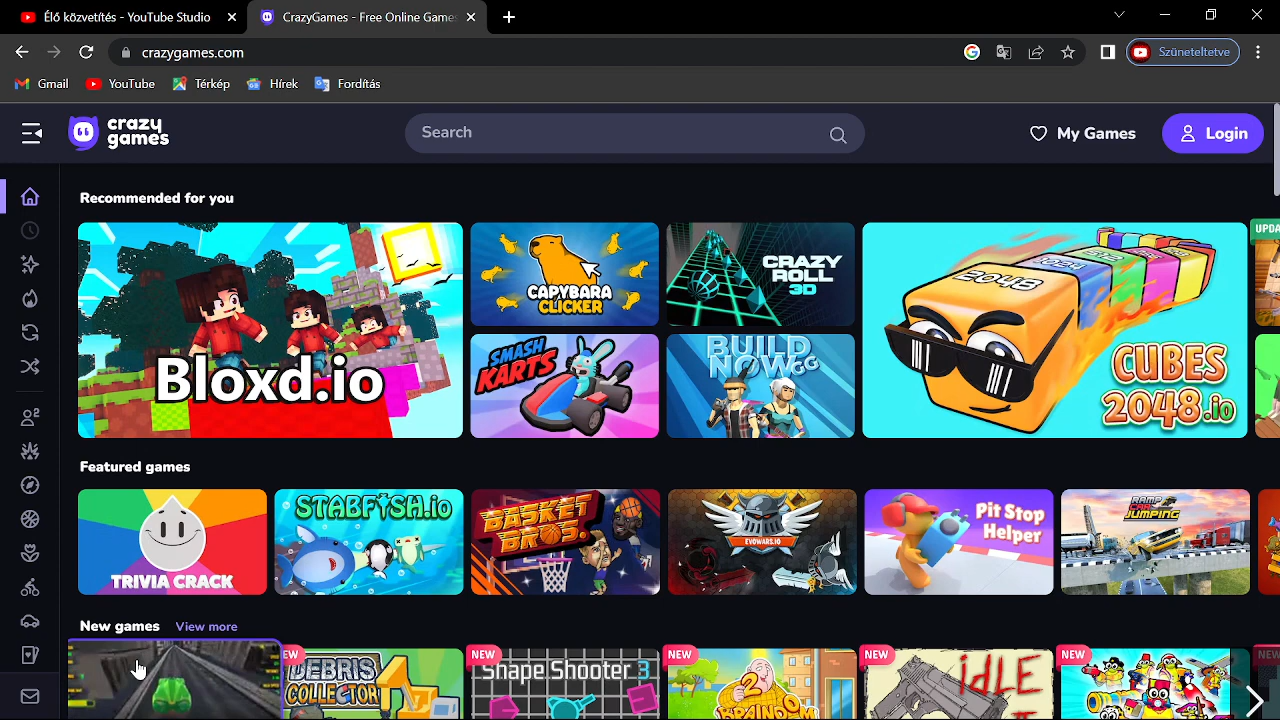 Élő közvetítés - YouTube Studio
CrazyGames - Free Online Game
crazygames.com
Szüneteltetve
Gmail
YouTube
Térkép
Hírek
Fordítás
crazy games
Search
My Games
Login
Recommended for you
Bloxd.io
CAPYBARA
CLICKER
CRAZY
ROLL
3D
SMASH
KARTS
BUILD
NOW GG
2048
CUBES
2048.io
UPDA
Featured games
TRIVIA CRACK
STABFISH.io
BASKET
BROS.
EVOWARS.IO
Pit Stop
Helper
RAMP
CAR
JUMPING
New games
View more
NEW
DEBRIS
COLLECTOR
NEW
Shape Shooter 3
NEW
2
BRAINDOM
NEW
iDLE
NEW
NEW